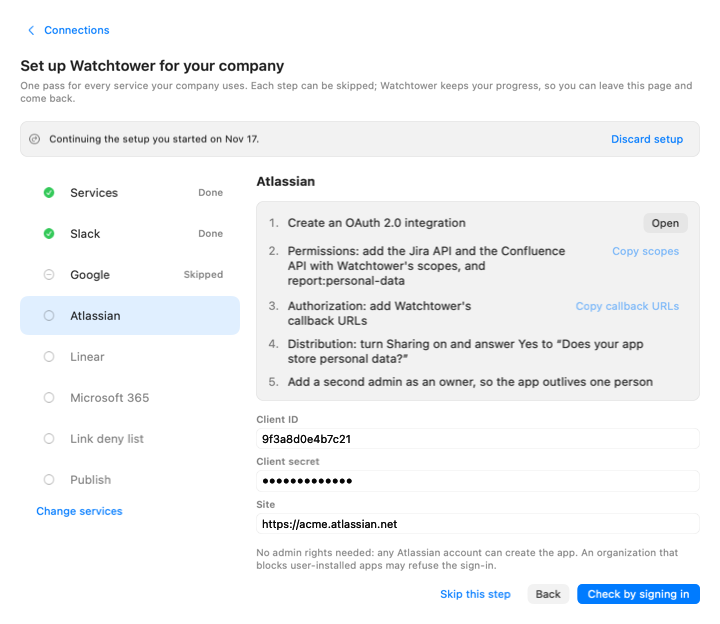 Connections
Set up Watchtower for your company
One pass for every service your company uses. Each step can be skipped; Watchtower keeps your progress, so you can leave this page and
come back.
Continuing the setup you started on Nov 17.
Discard setup
Services
Done
Slack
Done
Google
Skipped
Atlassian
Linear
Microsoft 365
Link deny list
Publish
Change services
Atlassian
1. Create an OAuth 2.0 integration
Open
2. Permissions: add the Jira API and the Confluence
API with Watchtower's scopes, and
report:personal-data
Copy scopes
3. Authorization: add Watchtower's
callback URLs
Copy callback URLs
4. Distribution: turn Sharing on and answer Yes to “Does your app
store personal data?”
5. Add a second admin as an owner, so the app outlives one person
Client ID
9f3a8d0e4b7c21
Client secret
•••••••••••••
Site
https://acme.atlassian.net
No admin rights needed: any Atlassian account can create the app. An organization that
blocks user-installed apps may refuse the sign-in.
Skip this step
Back
Check by signing in